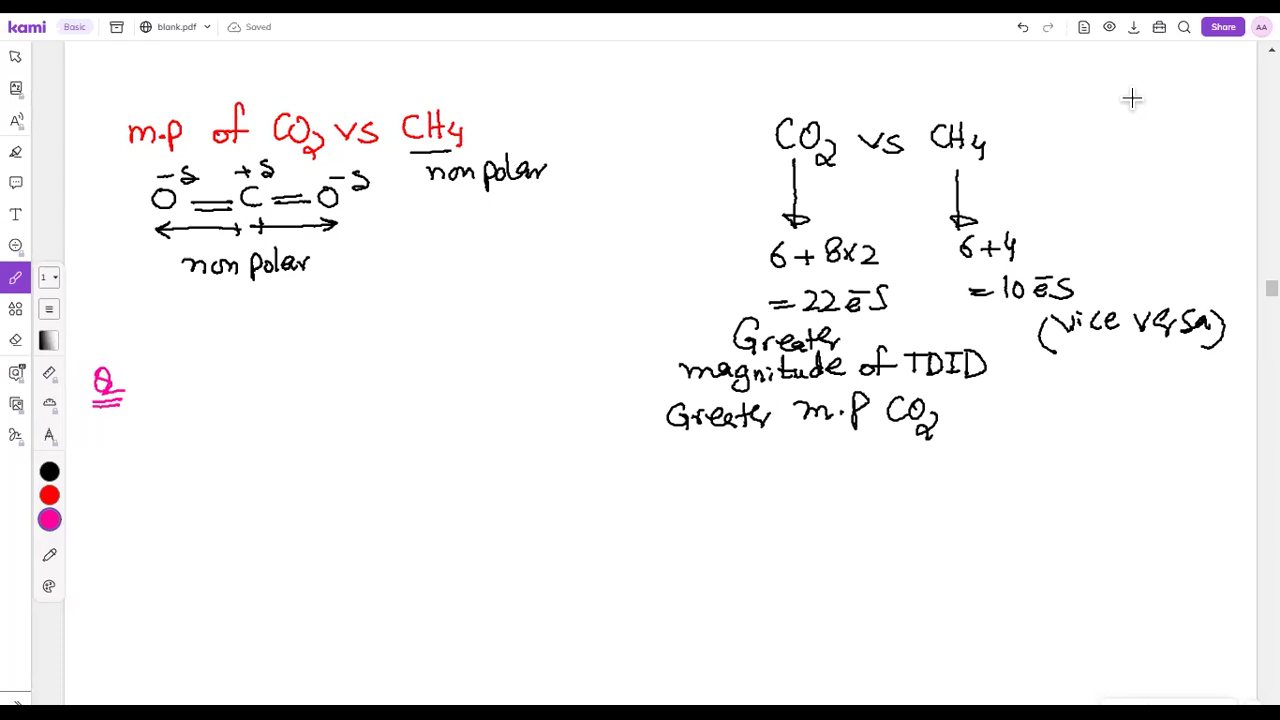 kami Basic blank.pdf Saved Share AA
m.p of CO2 vs CH4
non polar
-δ +δ -δ
O = C = O
non polar
Q
CO2 vs CH4
6 + 8x2 6 + 4
= 22 ēs = 10 ēs
(vice versa)
Greater
magnitude of TDID
Greater m.p CO2
1
T
A